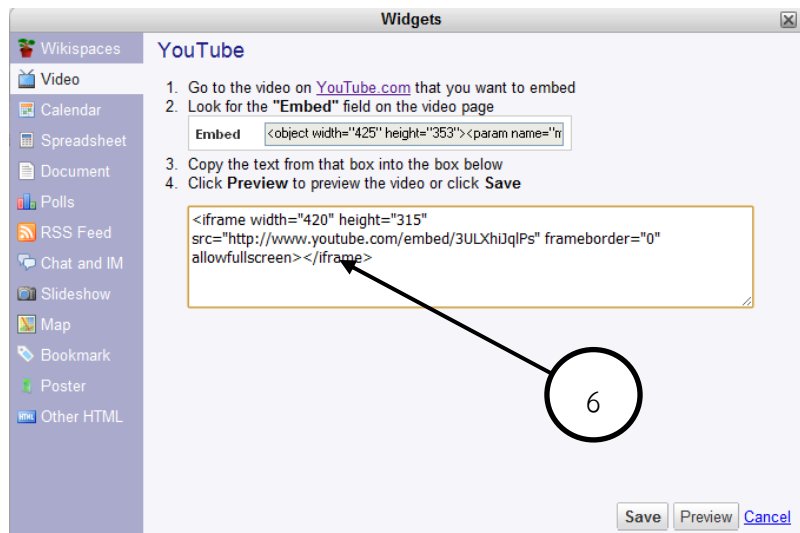 Widgets
Wikispaces
Video
Calendar
Spreadsheet
Document
Polls
RSS Feed
Chat and IM
Slideshow
Map
Bookmark
Poster
HTML Other HTML
YouTube
1. Go to the video on YouTube.com that you want to embed
2. Look for the "Embed" field on the video page
Embed <object width="425" height="353"><param name="m
3. Copy the text from that box into the box below
4. Click Preview to preview the video or click Save
<iframe width="420" height="315"
src="http://www.youtube.com/embed/3ULXhiJqlPs" frameborder="0"
allowfullscreen></iframe>
6
Save Preview Cancel